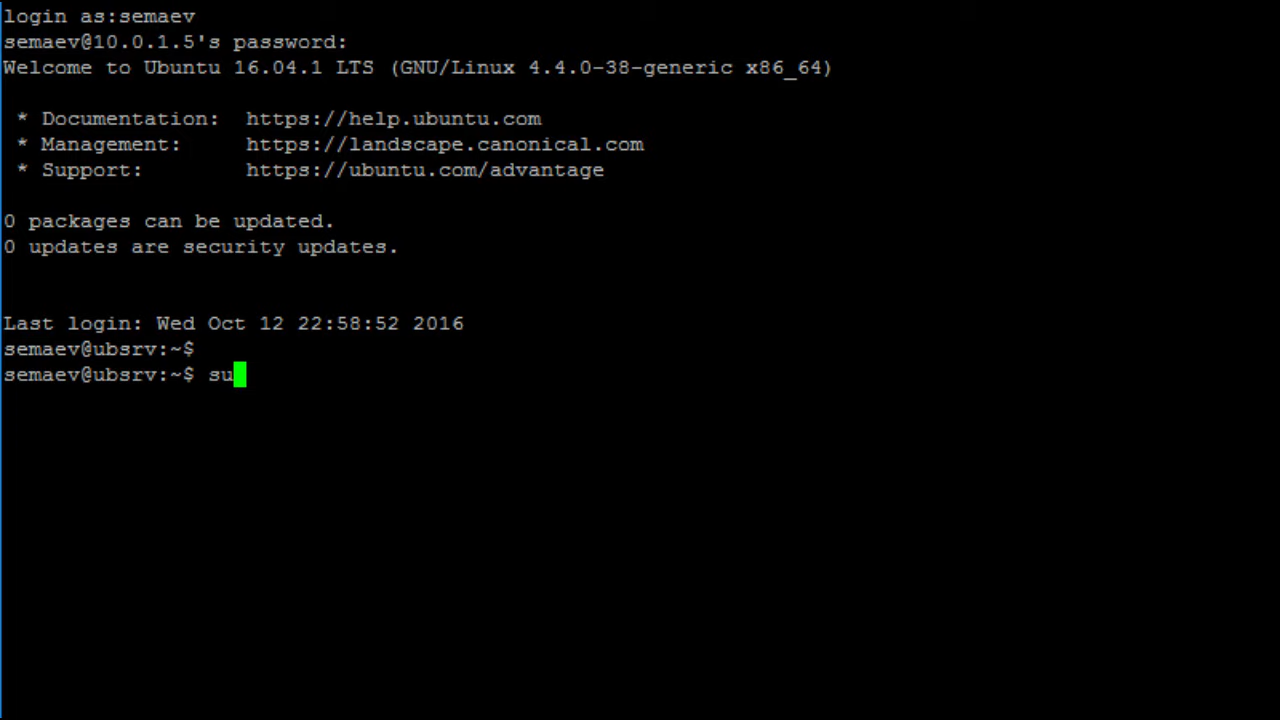 login as:semaev
semaev@10.0.1.5's password:
Welcome to Ubuntu 16.04.1 LTS (GNU/Linux 4.4.0-38-generic x86_64)
* Documentation:  https://help.ubuntu.com
* Management:     https://landscape.canonical.com
* Support:        https://ubuntu.com/advantage
0 packages can be updated.
0 updates are security updates.
Last login: Wed Oct 12 22:58:52 2016
semaev@ubsrv:~$
semaev@ubsrv:~$ su